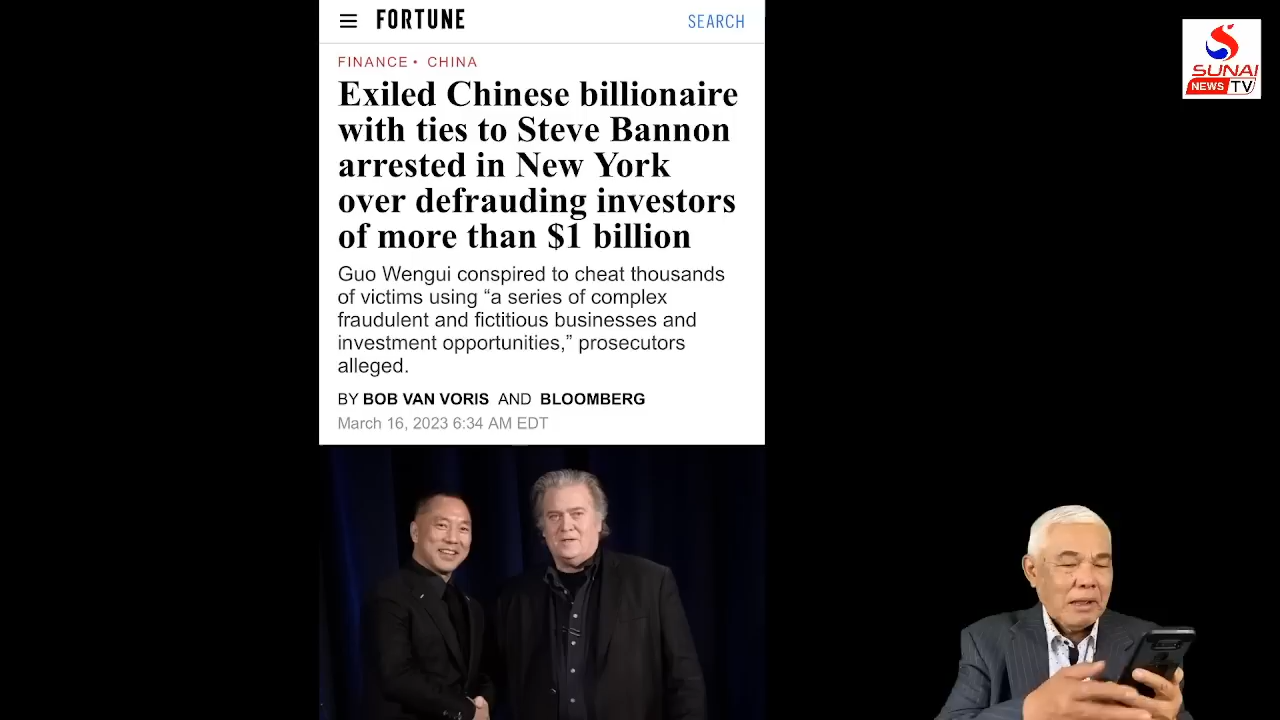 FORTUNE
SEARCH
FINANCE • CHINA
Exiled Chinese billionaire
with ties to Steve Bannon
arrested in New York
over defrauding investors
of more than $1 billion
Guo Wengui conspired to cheat thousands
of victims using “a series of complex
fraudulent and fictitious businesses and
investment opportunities,” prosecutors
alleged.
BY BOB VAN VORIS AND BLOOMBERG
March 16, 2023 6:34 AM EDT
SUNAI
NEWS TV